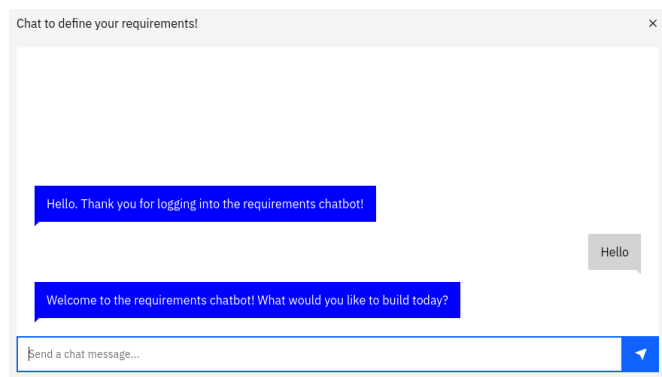 Chat to define your requirements!
Hello. Thank you for logging into the requirements chatbot!
Hello
Welcome to the requirements chatbot! What would you like to build today?
Send a chat message...